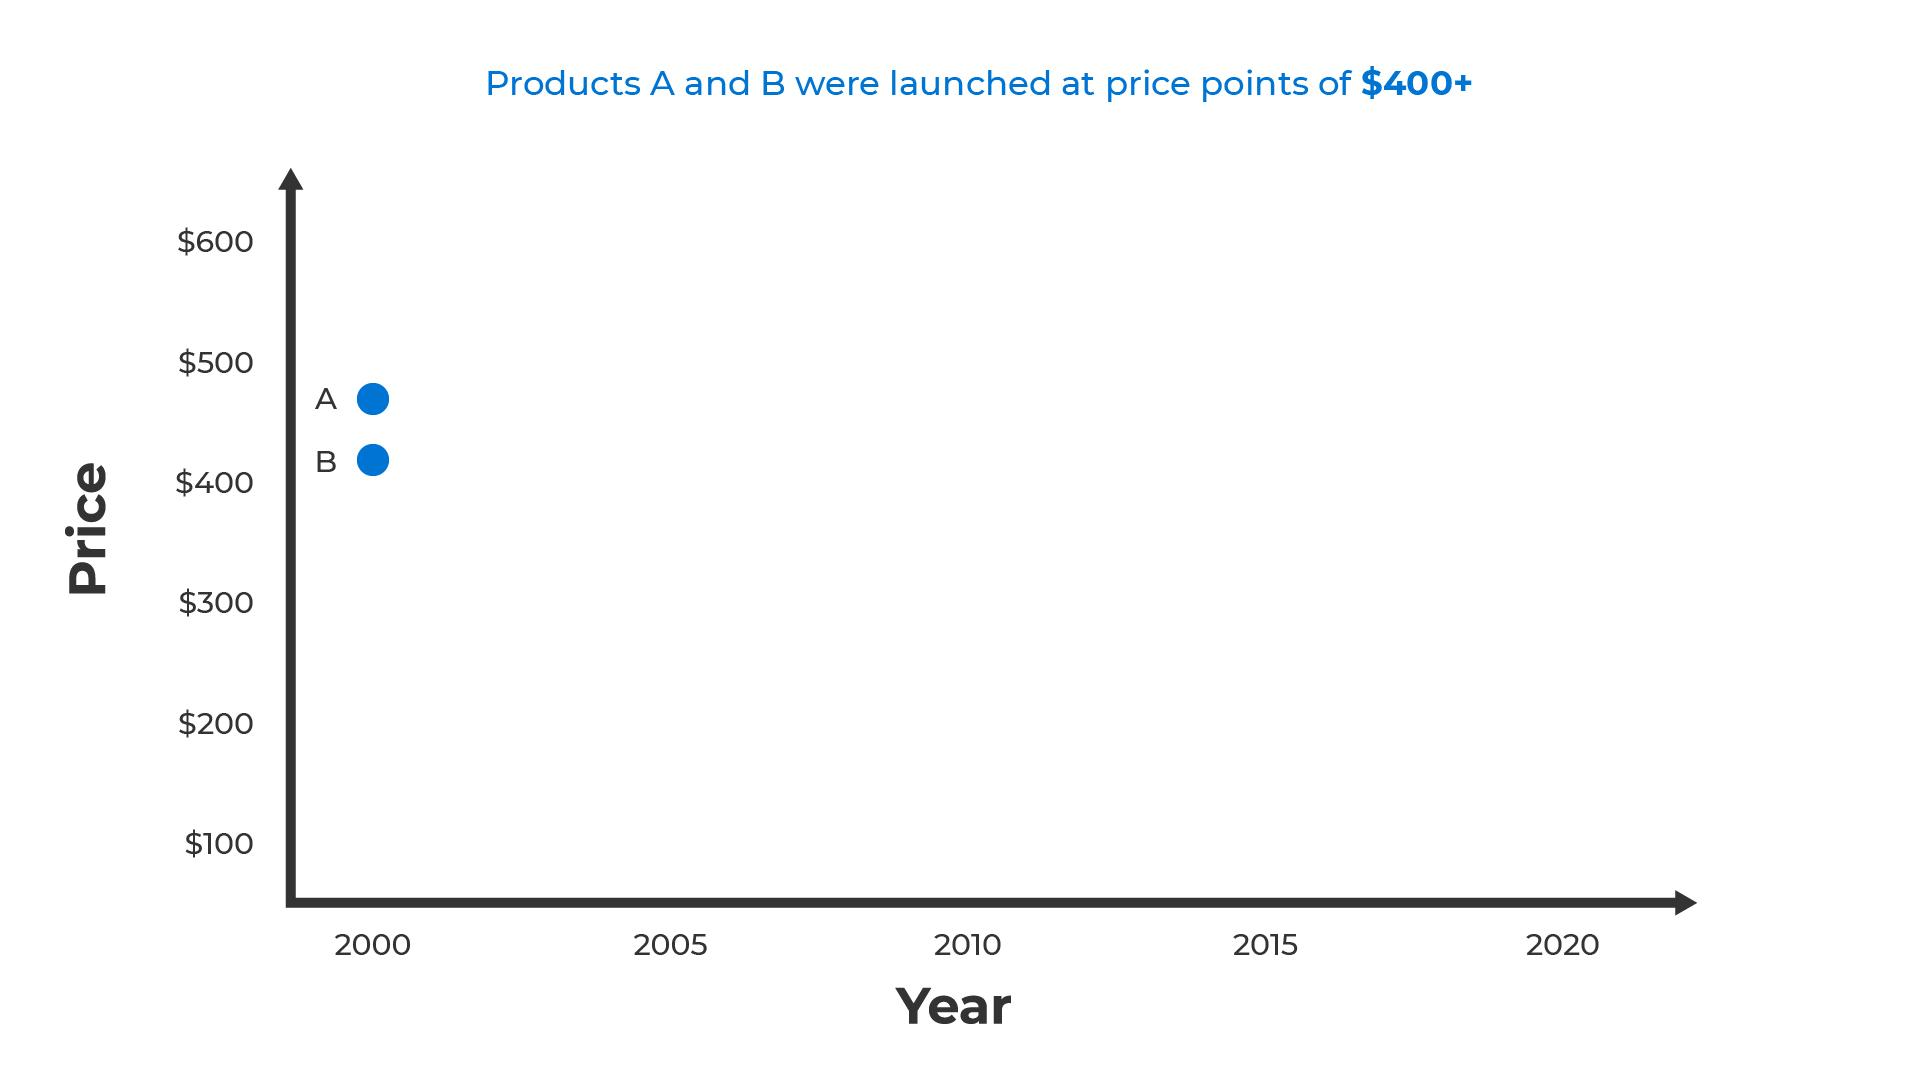 Products A and B were launched at price points of $400+
$600
$500
A
B
$400
Price
$300
$200
$100
2000 2005 2010 2015 2020
Year